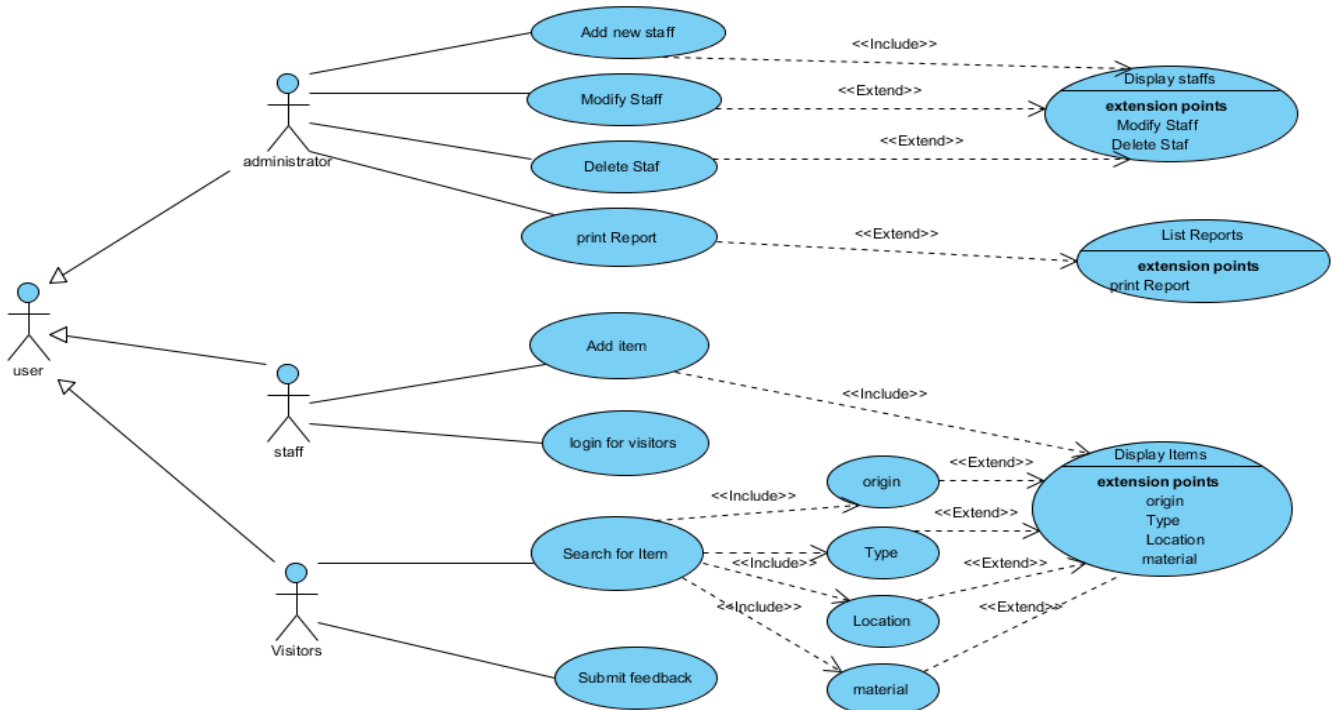 Add new staff
<<Include>>
Display staffs
extension points
Modify Staff
Delete Staf
Modify Staff
<<Extend>>
administrator
Delete Staf
<<Extend>>
print Report
<<Extend>>
List Reports
extension points
print Report
user
Add item
<<Include>>
staff
login for visitors
Display Items
extension points
origin
Type
Location
material
origin
<<Extend>>
<<Include>>
Search for Item
Type
<<Extend>>
<<Include>>
Location
<<Extend>>
<<Include>>
<<Extend>>
Visitors
Submit feedback
material